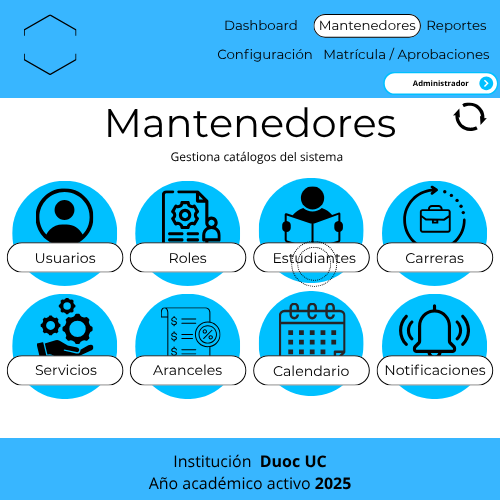 Dashboard Mantenedores Reportes
Configuración Matrícula / Aprobaciones
Administrador
Mantenedores
Gestiona catálogos del sistema
Usuarios Roles Estudiantes Carreras
$
$ %
$
Servicios Aranceles Calendario Notificaciones
Institución Duoc UC
Año académico activo 2025